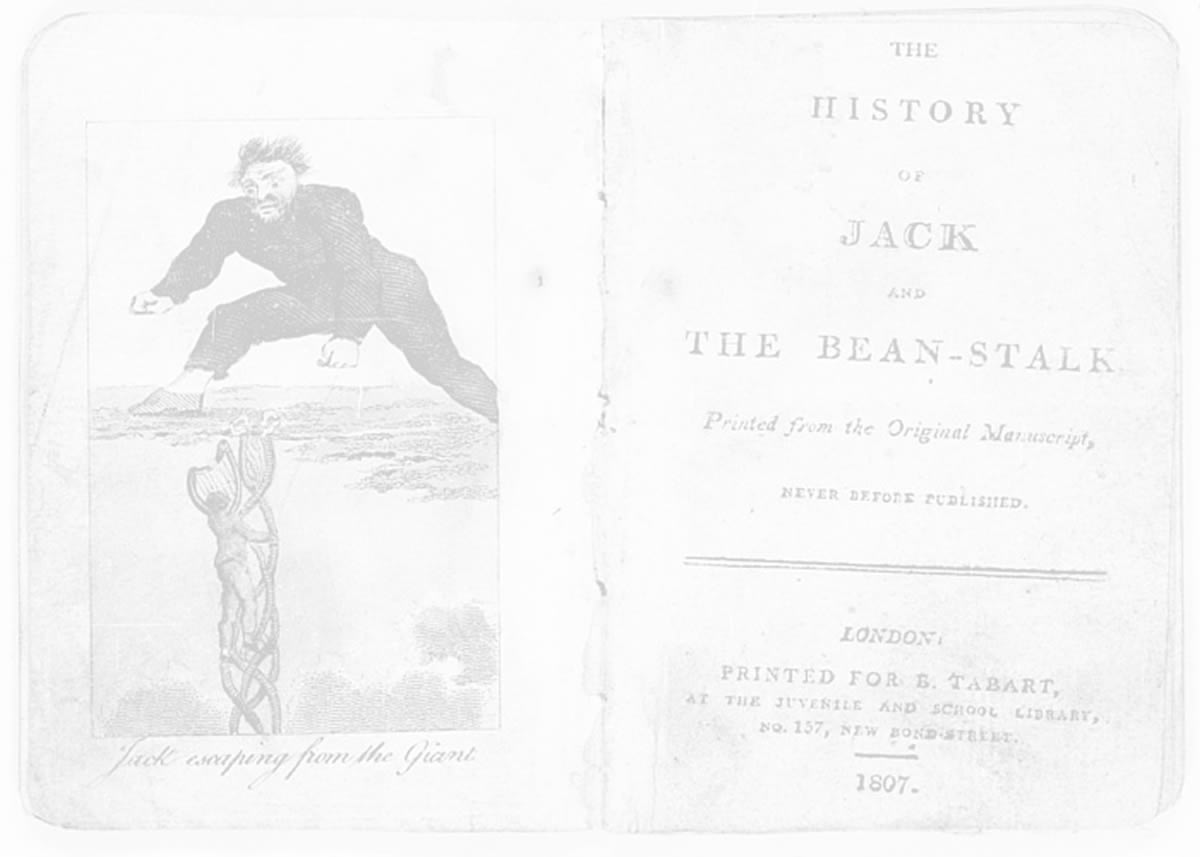 Jack escaping from the Giant
THE
HISTORY
OF
JACK
AND
THE BEAN-STALK
Printed from the Original Manuscript,
NEVER BEFORE PUBLISHED.
LONDON:
PRINTED FOR B. TABART,
AT THE JUVENILE AND SCHOOL LIBRARY,
NO. 157, NEW BOND-STREET.
1807.